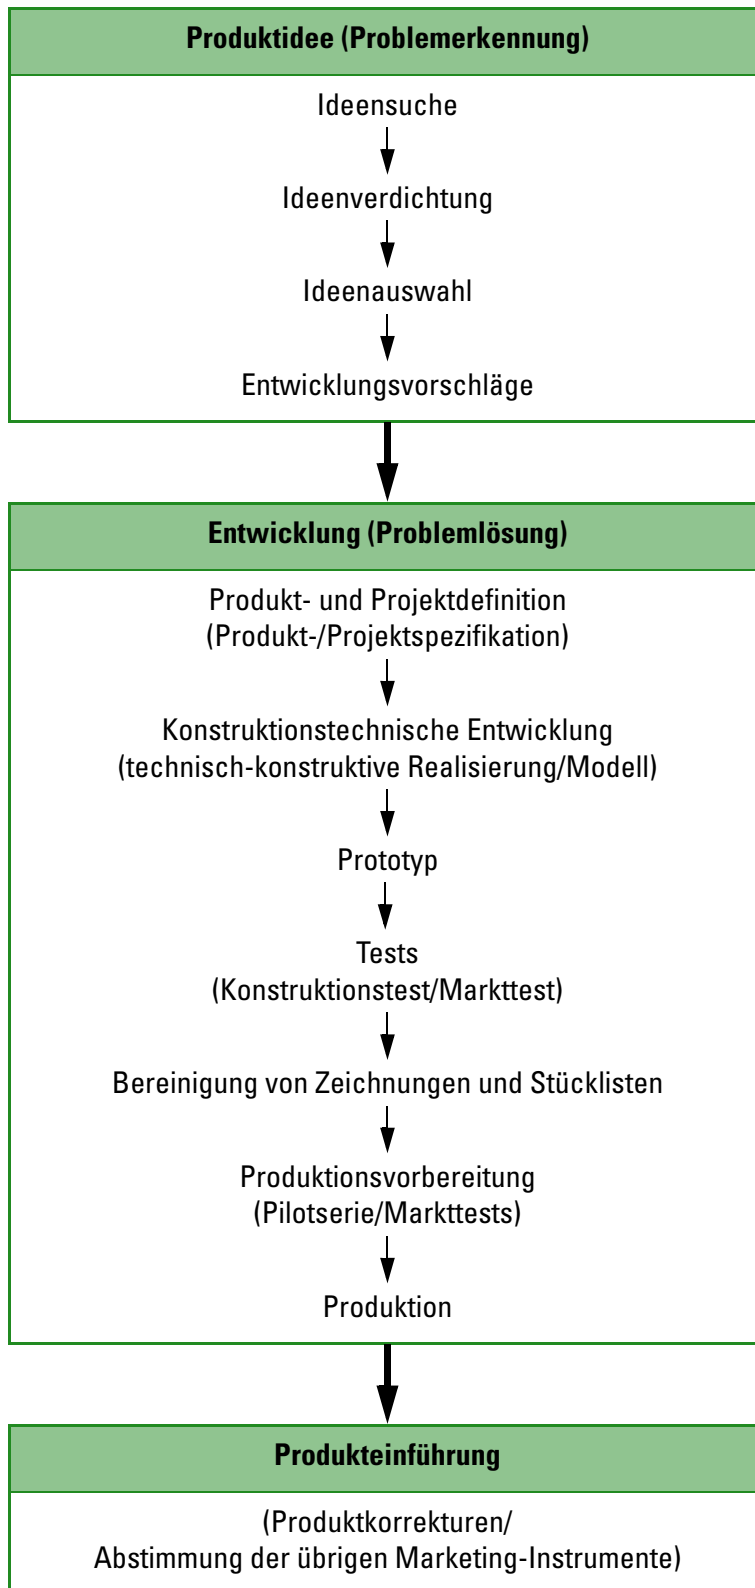 Produktidee (Problemerkennung)
Ideensuche
Ideenverdichtung
Ideenauswahl
Entwicklungsvorschläge
Entwicklung (Problemlösung)
Produkt- und Projektdefinition
(Produkt-/Projektspezifikation)
Konstruktionstechnische Entwicklung
(technisch-konstruktive Realisierung/Modell)
Prototyp
Tests
(Konstruktionstest/Markttest)
Bereinigung von Zeichnungen und Stücklisten
Produktionsvorbereitung
(Pilotserie/Markttests)
Produktion
Produkteinführung
(Produktkorrekturen/
Abstimmung der übrigen Marketing-Instrumente)